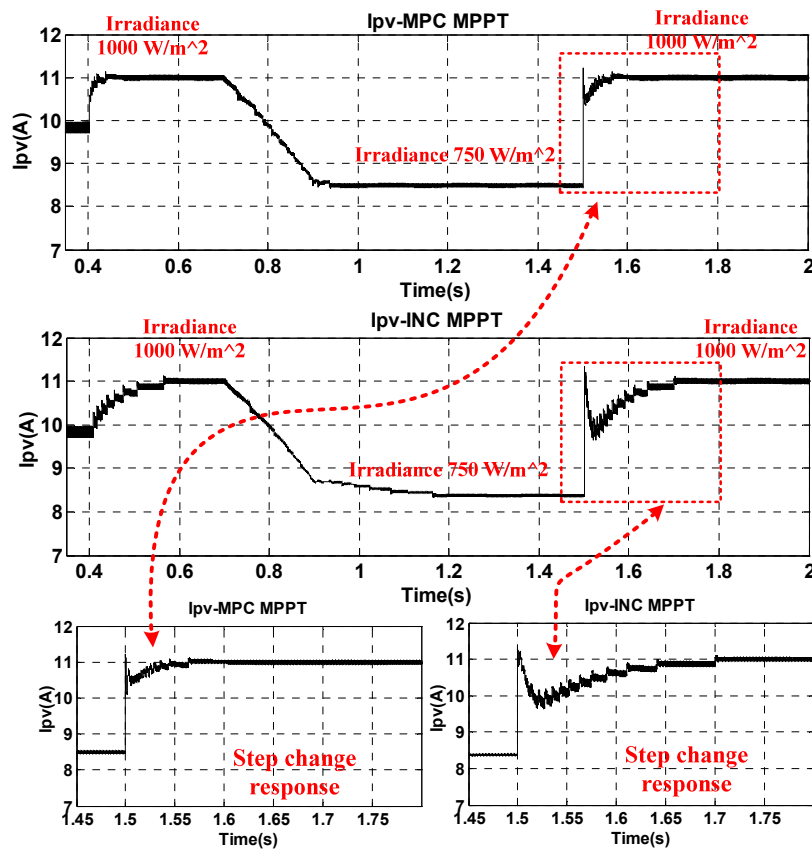 Ipv-MPC MPPT
Irradiance
1000 W/m^2
Irradiance
1000 W/m^2
Irradiance 750 W/m^2
Ipv(A)
12
11
10
9
8
7
0.4
0.6
0.8
1
1.2
1.4
1.6
1.8
2
Time(s)
Ipv-INC MPPT
Irradiance
1000 W/m^2
Irradiance
1000 W/m^2
Irradiance 750 W/m^2
Ipv(A)
12
11
10
9
8
7
0.4
0.6
0.8
1
1.2
1.4
1.6
1.8
2
Time(s)
Ipv-MPC MPPT
Ipv(A)
12
11
10
9
8
7
Step change
response
1.45
1.5
1.55
1.6
1.65
1.7
1.75
Time(s)
Ipv-INC MPPT
Ipv(A)
12
11
10
9
8
7
Step change
response
1.45
1.5
1.55
1.6
1.65
1.7
1.75
Time(s)